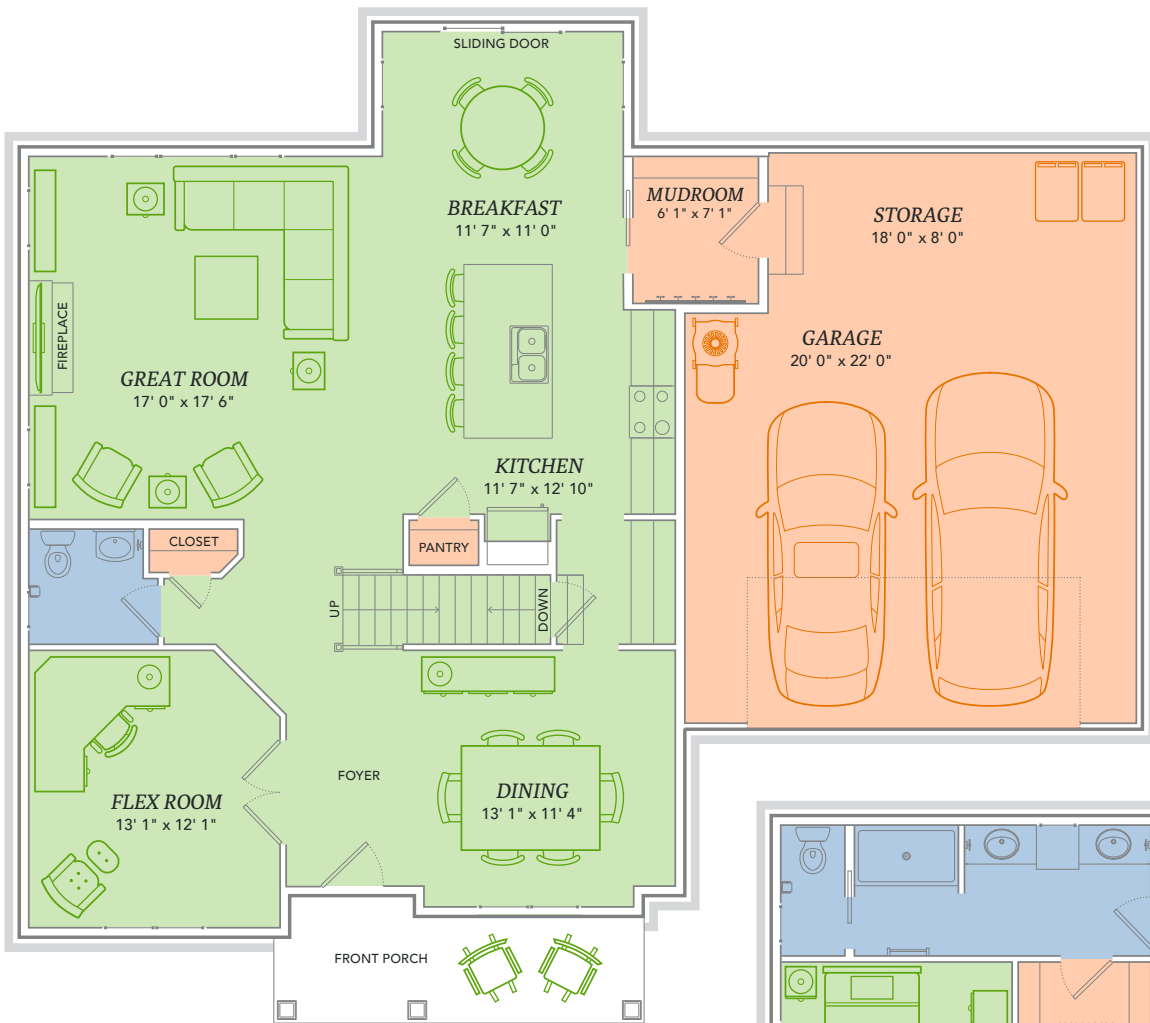 SLIDING DOOR
BREAKFAST
11' 7" x 11' 0"
MUDROOM
6' 1" x 7' 1"
STORAGE
18' 0" x 8' 0"
FIREPLACE
GREAT ROOM
17' 0" x 17' 6"
GARAGE
20' 0" x 22' 0"
KITCHEN
11' 7" x 12' 10"
CLOSET
PANTRY
UP
DOWN
FOYER
FLEX ROOM
13' 1" x 12' 1"
DINING
13' 1" x 11' 4"
FRONT PORCH